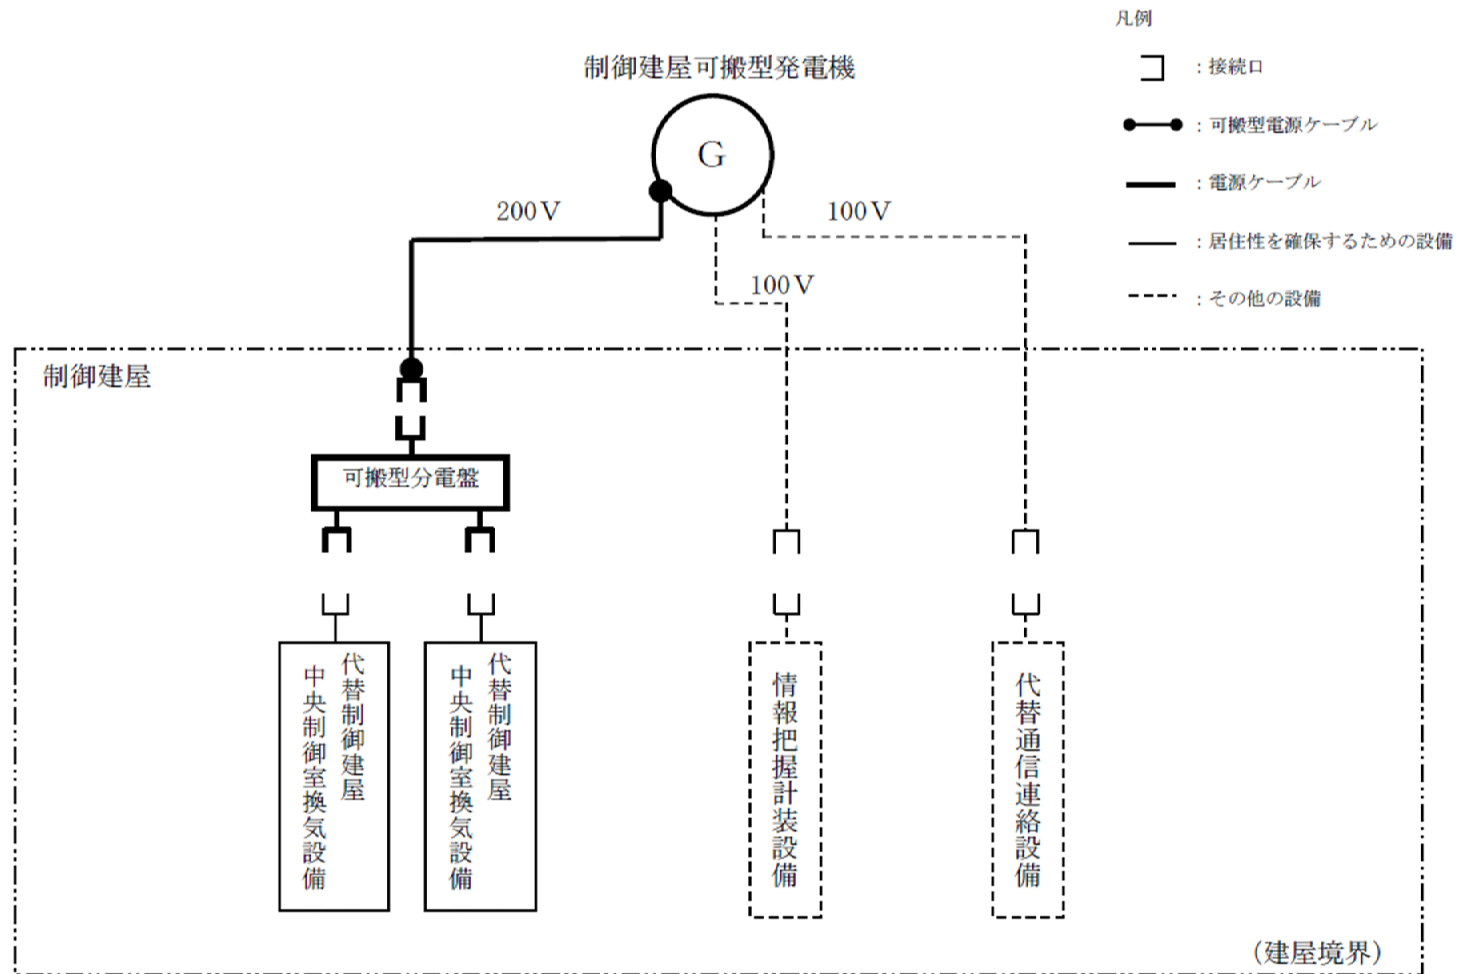 凡例
：接続口
：可搬型電源ケーブル
：電源ケーブル
：居住性を確保するための設備
：その他の設備
制御建屋可搬型発電機
G
200V
100V
100V
制御建屋
可搬型分電盤
代替制御建屋
中央制御室換気設備
代替制御建屋
中央制御室換気設備
情報把握計装設備
代替通信連絡設備
（建屋境界）